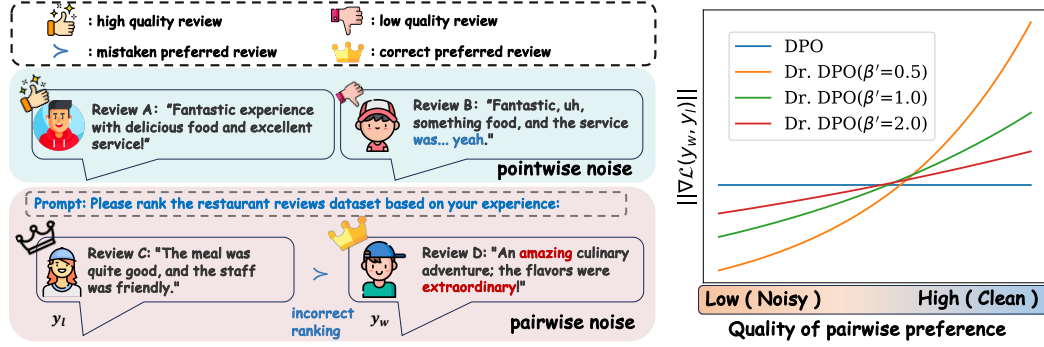 : high quality review
: low quality review
≻ : mistaken preferred review
: correct preferred review
Review A: "Fantastic experience
with delicious food and excellent
service!"
Review B: "Fantastic, uh,
something food, and the service
was... yeah."
pointwise noise
Prompt: Please rank the restaurant reviews dataset based on your experience:
Review C: "The meal was
quite good, and the staff
was friendly."
≻
Review D: "An amazing culinary
adventure; the flavors were
extraordinary!"
y_l
incorrect
ranking
y_w
pairwise noise
||∇ℒ(y_w, y_l)||
DPO
Dr. DPO(β′=0.5)
Dr. DPO(β′=1.0)
Dr. DPO(β′=2.0)
Low ( Noisy )
High ( Clean )
Quality of pairwise preference